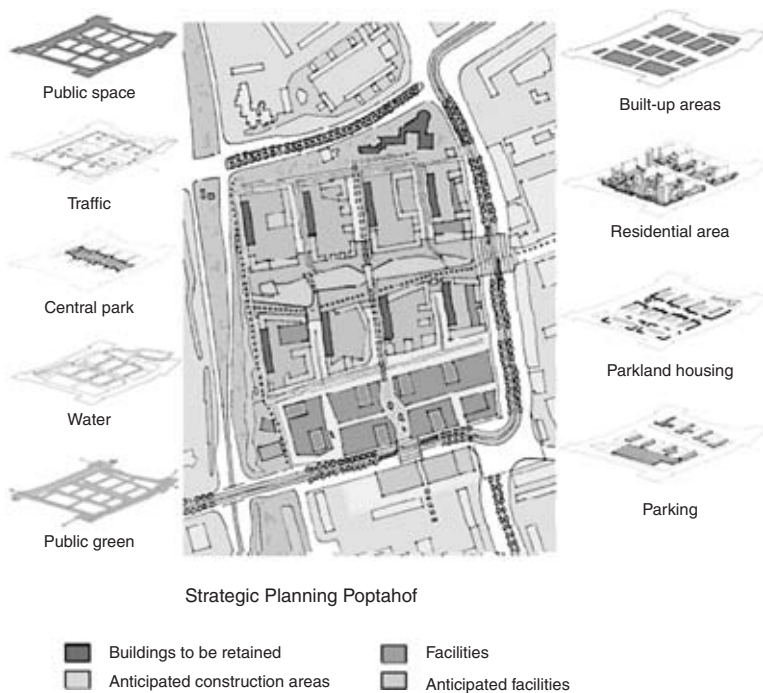 Public space
Traffic
Central park
Water
Public green
Built-up areas
Residential area
Parkland housing
Parking
Strategic Planning Poptahof
Buildings to be retained
Anticipated construction areas
Facilities
Anticipated facilities